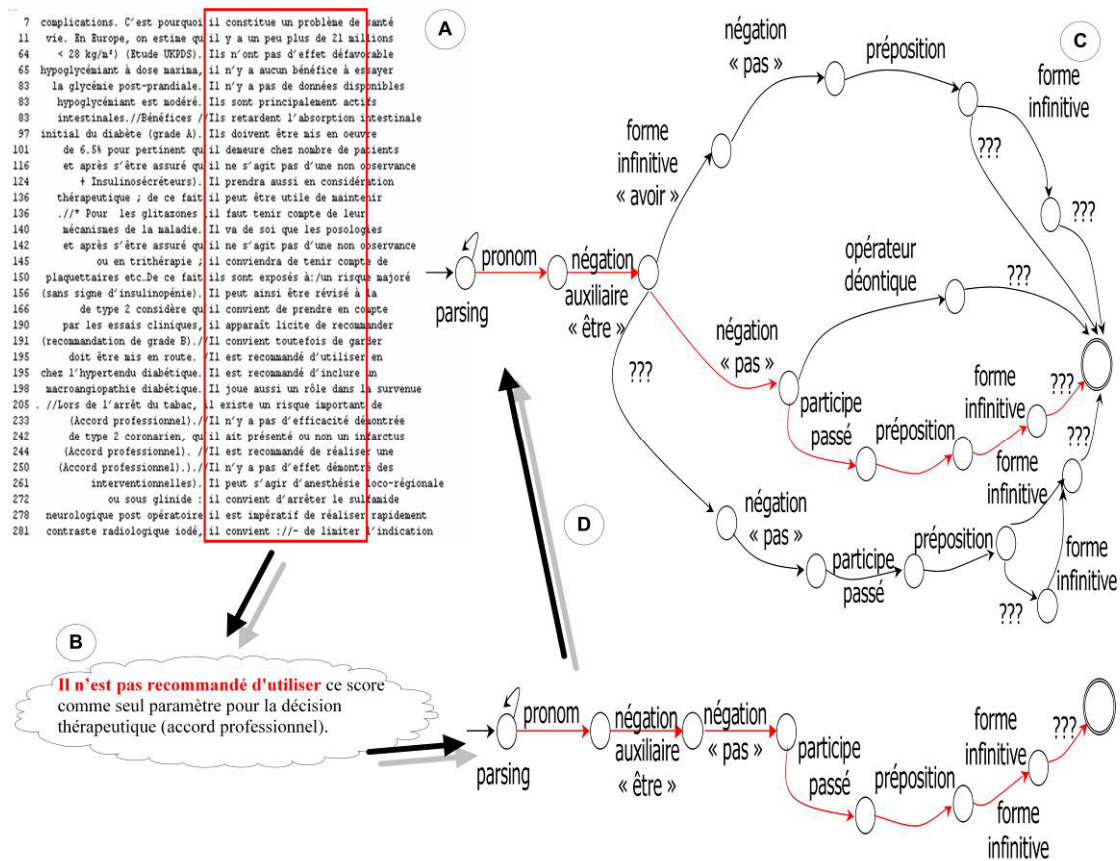 A
7 complications. C'est pourquoi il constitue un problème de santé
11 vie. En Europe, on estime qu'il y a un peu plus de 21 millions
64 < 28 kg/m²) (Etude UKPDS). Ils n'ont pas d'effet défavorable
65 hypoglycémiant à dose maxima, il n'y a aucun bénéfice à essayer
83 la glycémie post-prandiale. Il n'y a pas de données disponibles
83 hypoglycémiant est modéré. Ils sont principalement actifs
83 intestinales.//Bénéfices //Ils retardent l'absorption intestinale
97 initial du diabète (grade A). Ils doivent être mis en oeuvre
101 de 6.5% pour pertinent qu'il demeure chez nombre de patients
116 et après s'être assuré qu'il ne s'agit pas d'une non observance
124 † Insulinosécréteurs). Il prendra aussi en considération
136 thérapeutique ; de ce fait il peut être utile de maintenir
136 .//* Pour les glitazones ,il faut tenir compte de leur
140 mécanismes de la maladie. Il va de soi que les posologies
142 et après s'être assuré qu'il ne s'agit pas d'une non observance
145 ou en trithérapie ; il conviendra de tenir compte de
150 plaquettaires etc…De ce fait ils sont exposés à:/un risque majoré
156 (sans signe d'insulinopénie). Il peut ainsi être révisé à la
166 de type 2 considère qu'il convient de prendre en compte
190 par les essais cliniques, il apparaît licite de recommander
191 (recommandation de grade B).//Il convient toutefois de garder
195 doit être mis en route. /Il est recommandé d'utiliser en
195 chez l'hypertendu diabétique. Il est recommandé d'inclure un
198 macroangiopathie diabétique. Il joue aussi un rôle dans la survenue
205 . //Lors de l'arrêt du tabac, il existe un risque important de
233 (Accord professionnel).//Il n'y a pas d'efficacité démontrée
242 de type 2 coronarien, qu'il ait présenté ou non un infarctus
244 (Accord professionnel). //Il est recommandé de réaliser une
250 (Accord professionnel).).//Il n'y a pas d'effet démontré des
261 interventionnelles). Il peut s'agir d'anesthésie loco-régionale
272 ou sous glinide : il convient d'arrêter le sulfamide
278 neurologique post opératoire il est impératif de réaliser rapidement
281 contraste radiologique iodé, il convient ://- de limiter l'indication
C
parsing
pronom
négation
auxiliaire
« être »
forme
infinitive
« avoir »
négation
« pas »
préposition
forme
infinitive
???
???
opérateur
déontique
???
négation
« pas »
participe
passé
préposition
forme
infinitive
???
forme
infinitive
???
???
négation
« pas »
participe
passé
préposition
???
forme
infinitive
D
B
Il n'est pas recommandé d'utiliser ce score
comme seul paramètre pour la décision
thérapeutique (accord professionnel).
parsing
pronom
négation
auxiliaire
« être »
négation
« pas »
participe
passé
préposition
forme
infinitive
forme
infinitive
???